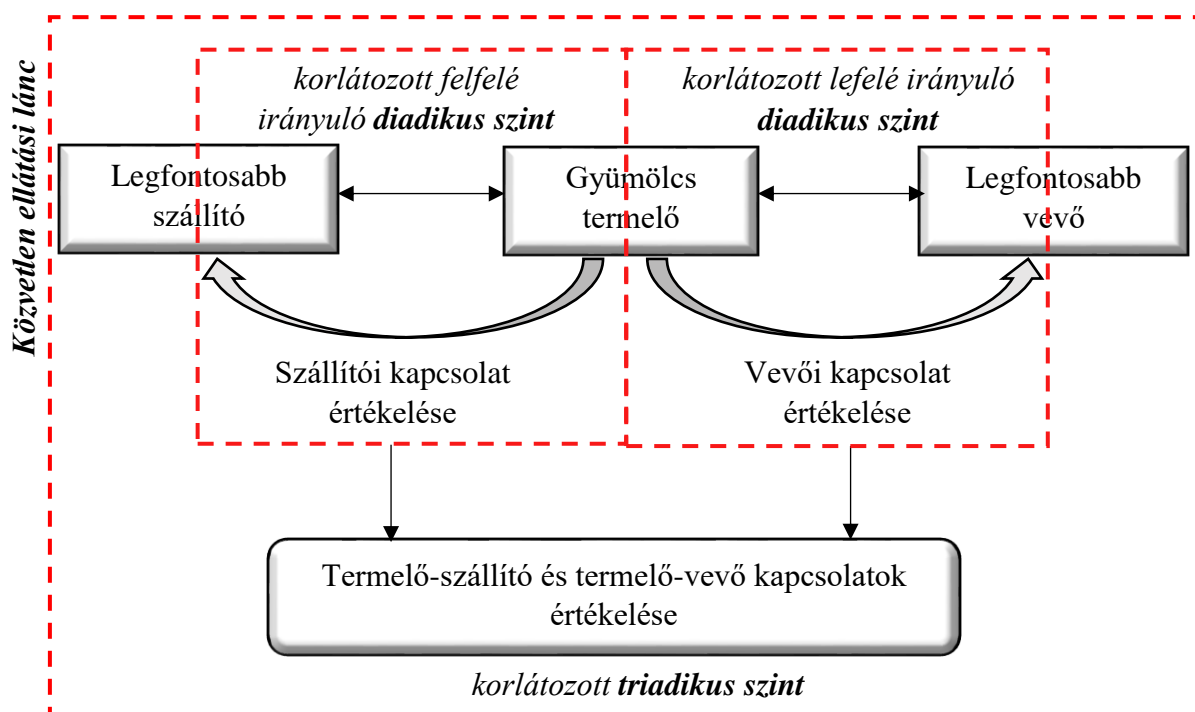 Közvetlen ellátási lánc
korlátozott felfelé
irányuló diadikus szint
korlátozott lefelé irányuló
diadikus szint
Legfontosabb
szállító
Gyümölcs
termelő
Legfontosabb
vevő
Szállítói kapcsolat
értékelése
Vevői kapcsolat
értékelése
Termelő-szállító és termelő-vevő kapcsolatok
értékelése
korlátozott triadikus szint